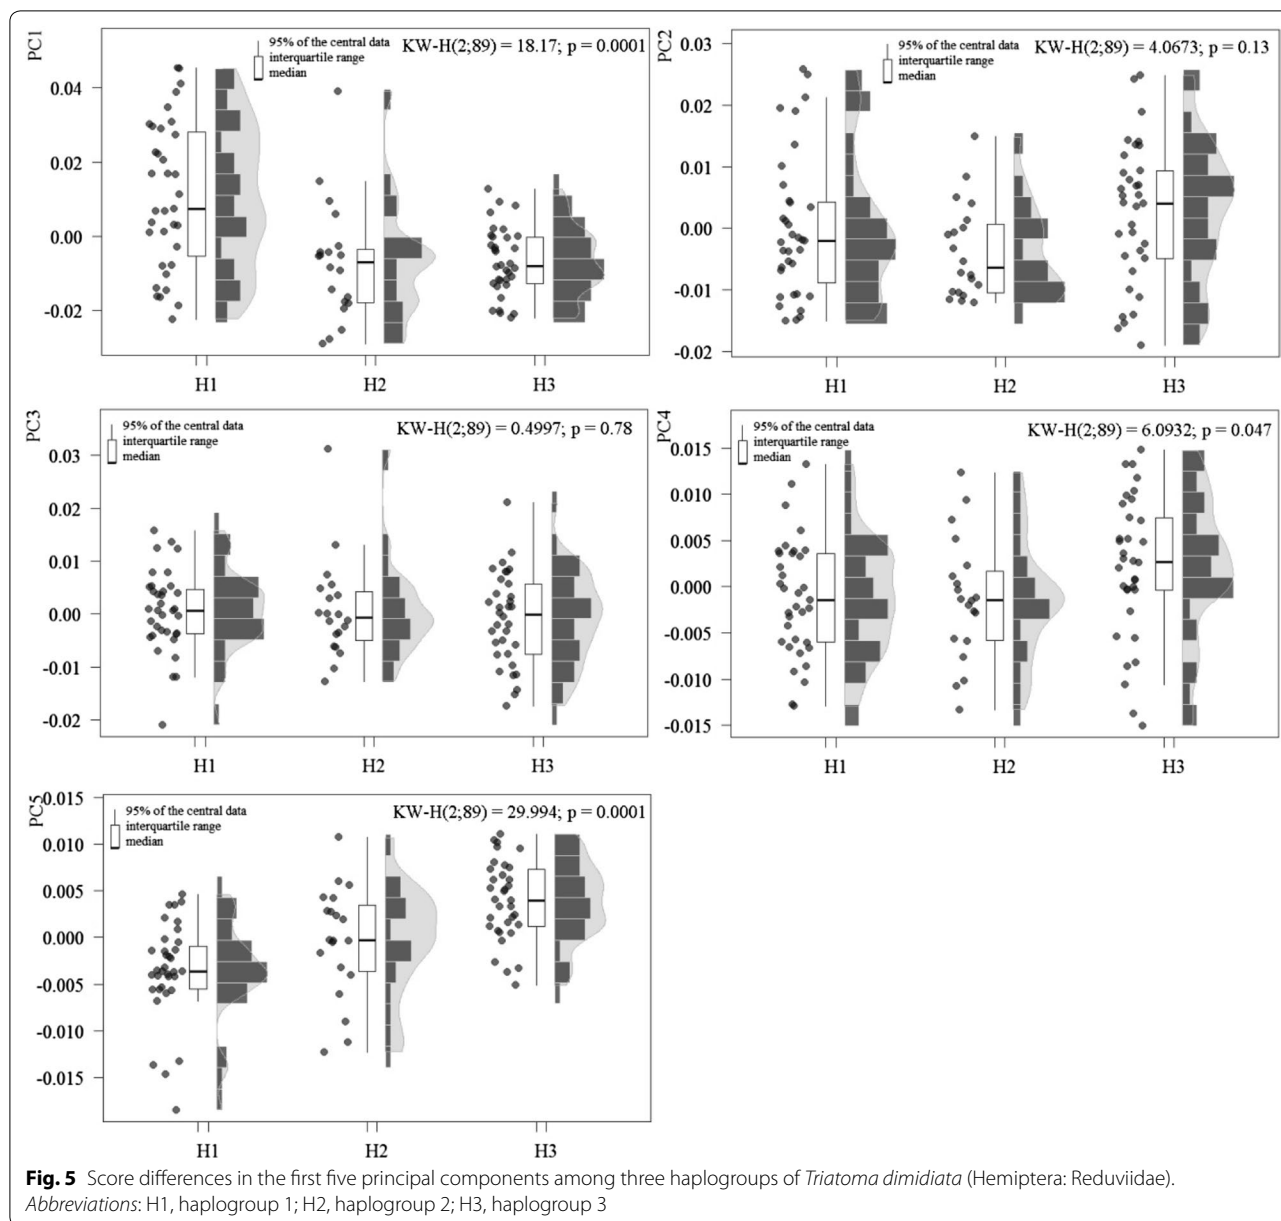 PC1
95% of the central data
interquartile range
median
KW-H(2;89) = 18.17; p = 0.0001
0.04
0.02
0.00
-0.02
H1 H2 H3
PC2
95% of the central data
interquartile range
median
KW-H(2;89) = 4.0673; p = 0.13
0.03
0.02
0.01
0.00
-0.01
-0.02
H1 H2 H3
PC3
95% of the central data
interquartile range
median
KW-H(2;89) = 0.4997; p = 0.78
0.03
0.02
0.01
0.00
-0.01
-0.02
H1 H2 H3
PC4
95% of the central data
interquartile range
median
KW-H(2;89) = 6.0932; p = 0.047
0.015
0.010
0.005
0.000
-0.005
-0.010
-0.015
H1 H2 H3
PC5
95% of the central data
interquartile range
median
KW-H(2;89) = 29.994; p = 0.0001
0.015
0.010
0.005
0.000
-0.005
-0.010
-0.015
H1 H2 H3
Fig. 5 Score differences in the first five principal components among three haplogroups of Triatoma dimidiata (Hemiptera: Reduviidae).
Abbreviations: H1, haplogroup 1; H2, haplogroup 2; H3, haplogroup 3